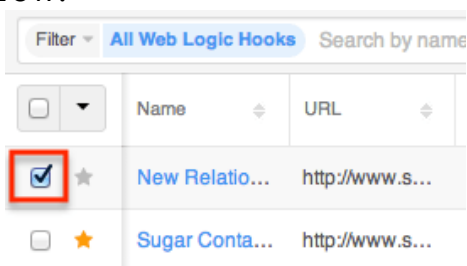 Filter All Web Logic Hooks Search by name
Name URL
New Relatio... http://www.s...
Sugar Conta... http://www.s...